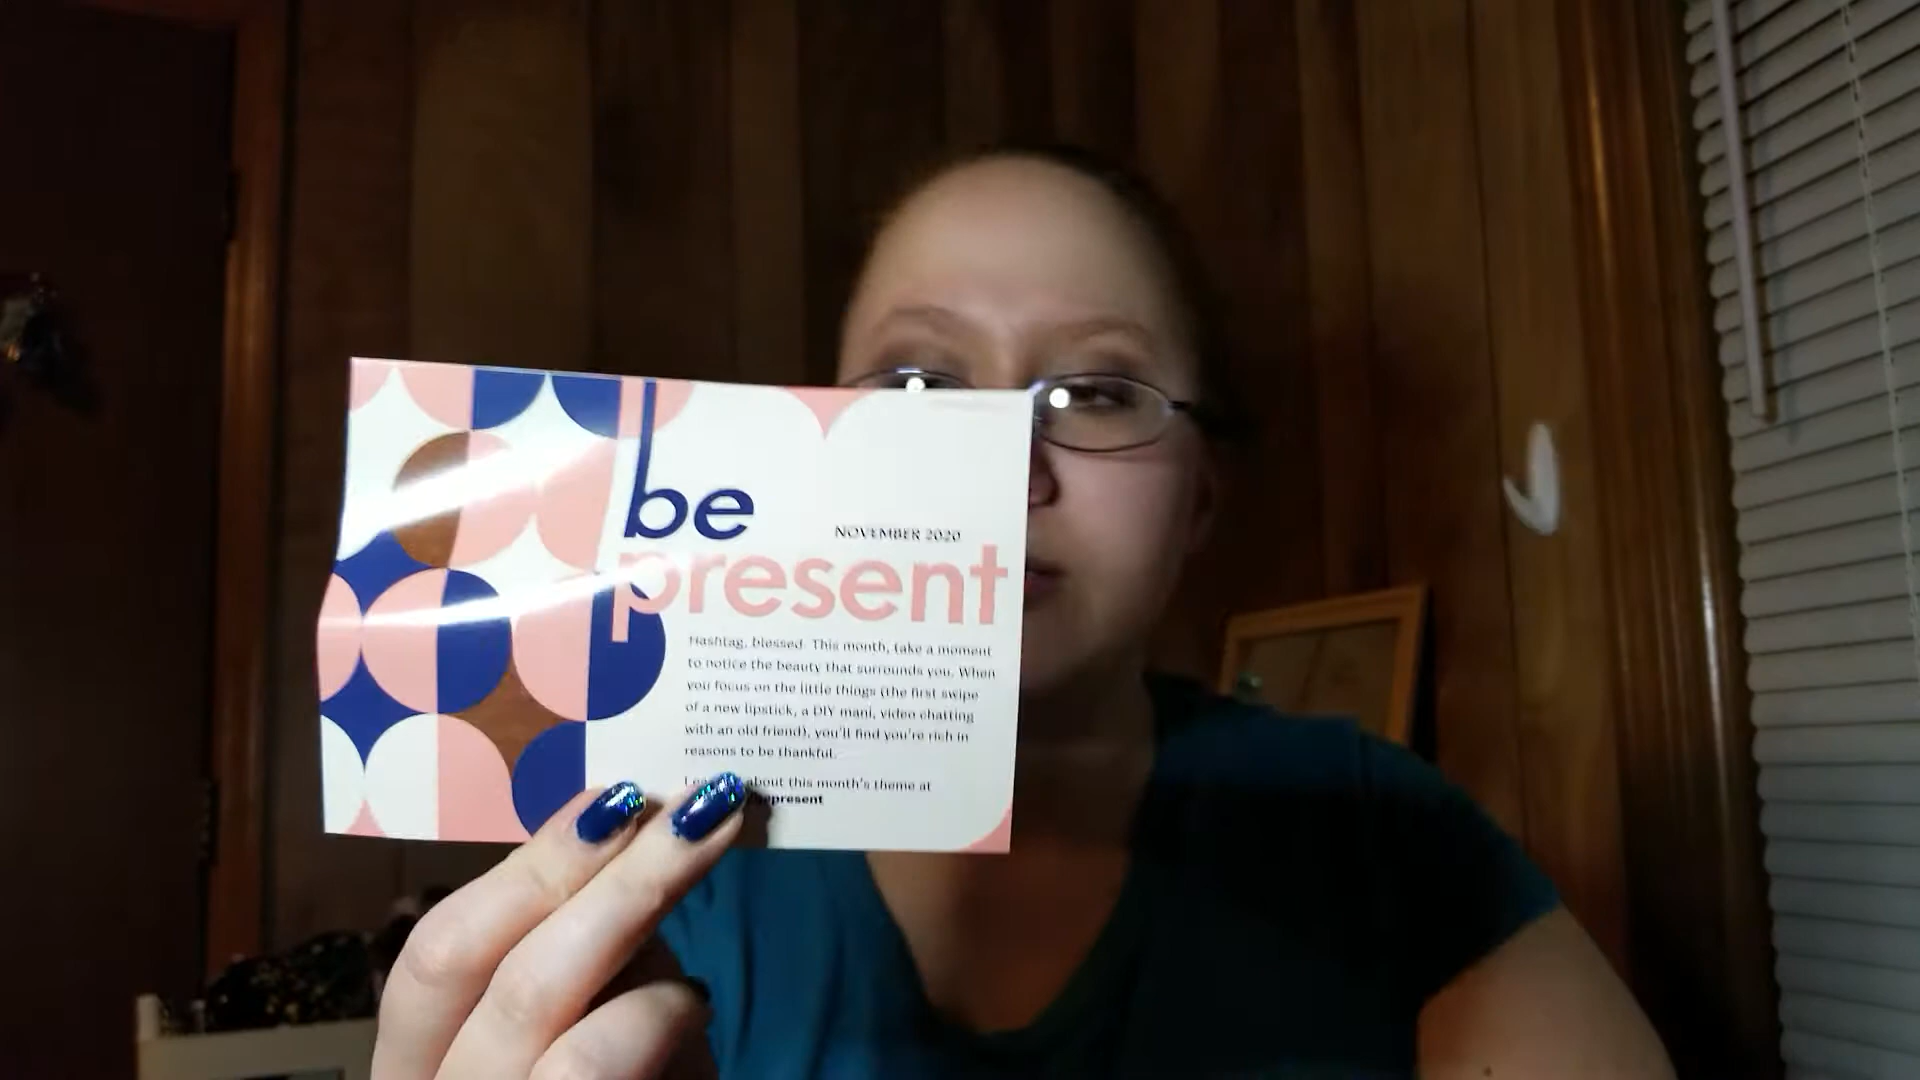 be
NOVEMBER 2020
present
Hashtag, blessed. This month, take a moment
to notice the beauty that surrounds you. When
you focus on the little things (the first swipe
of a new lipstick, a DIY mani, video chatting
with an old friend), you'll find you're rich in
reasons to be thankful.
about this month's theme at